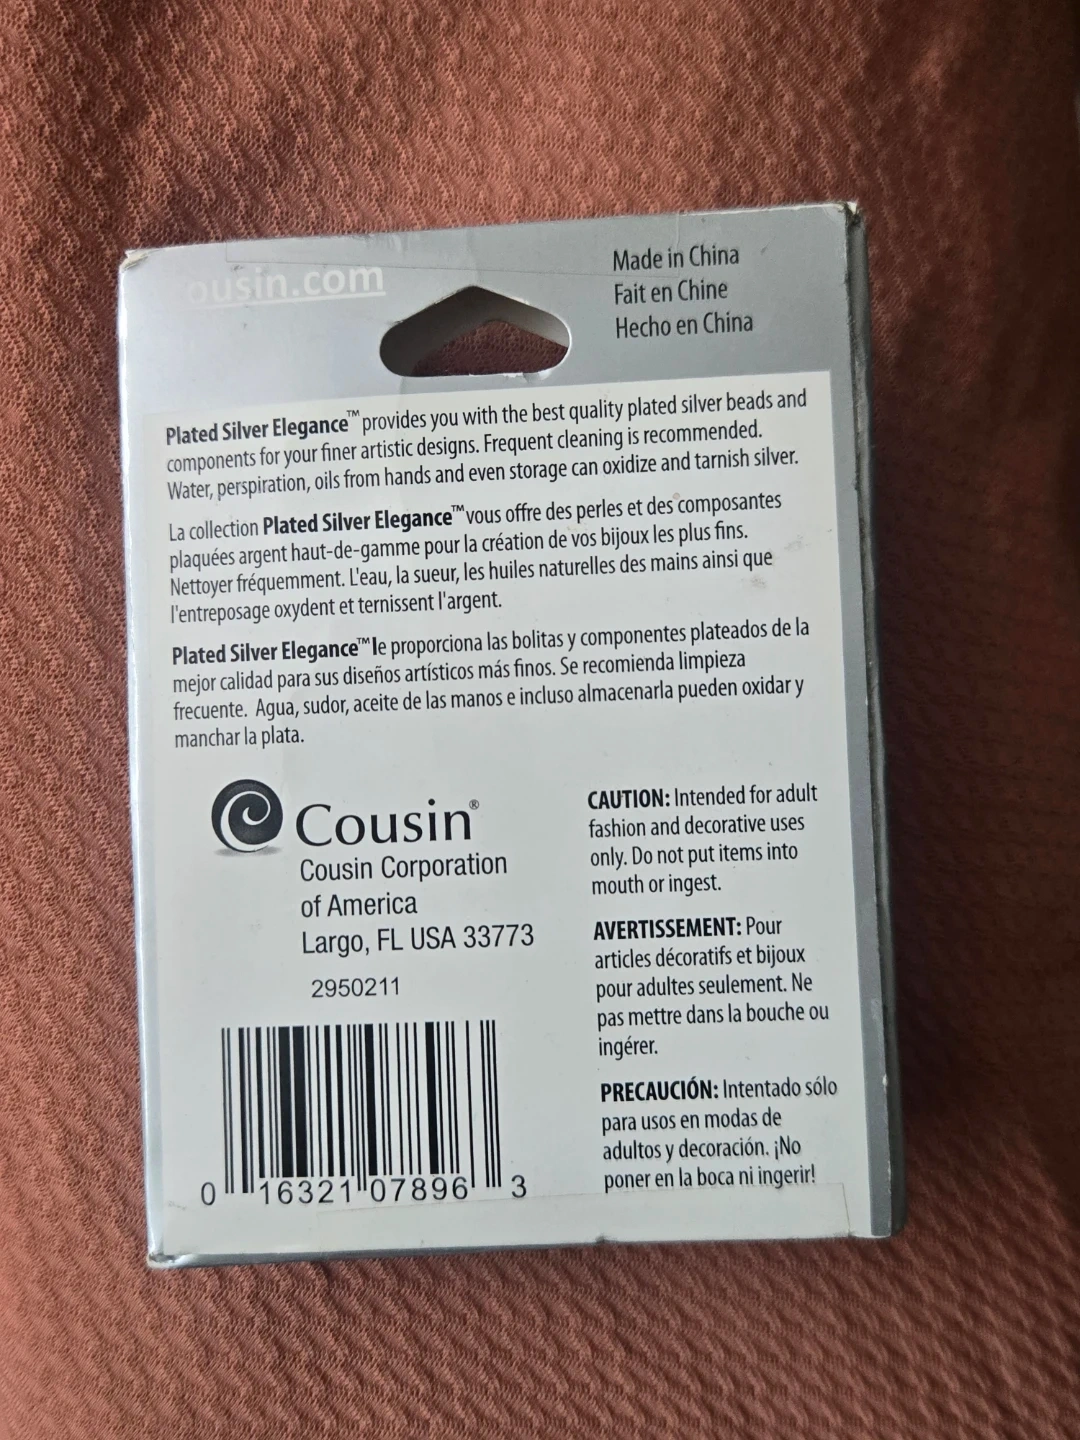 ousin.com
Made in China
Fait en Chine
Hecho en China
Plated Silver Elegance™ provides you with the best quality plated silver beads and
components for your finer artistic designs. Frequent cleaning is recommended.
Water, perspiration, oils from hands and even storage can oxidize and tarnish silver.
La collection Plated Silver Elegance™ vous offre des perles et des composantes
plaquées argent haut-de-gamme pour la création de vos bijoux les plus fins.
Nettoyer fréquemment. L'eau, la sueur, les huiles naturelles des mains ainsi que
l'entreposage oxydent et ternissent l'argent.
Plated Silver Elegance™ le proporciona las bolitas y componentes plateados de la
mejor calidad para sus diseños artísticos más finos. Se recomienda limpieza
frecuente. Agua, sudor, aceite de las manos e incluso almacenarla pueden oxidar y
manchar la plata.
Cousin®
Cousin Corporation
of America
Largo, FL USA 33773
2950211
0 16321 07896 3
CAUTION: Intended for adult
fashion and decorative uses
only. Do not put items into
mouth or ingest.
AVERTISSEMENT: Pour
articles décoratifs et bijoux
pour adultes seulement. Ne
pas mettre dans la bouche ou
ingérer.
PRECAUCIÓN: Intentado sólo
para usos en modas de
adultos y decoración. ¡No
poner en la boca ni ingerir!